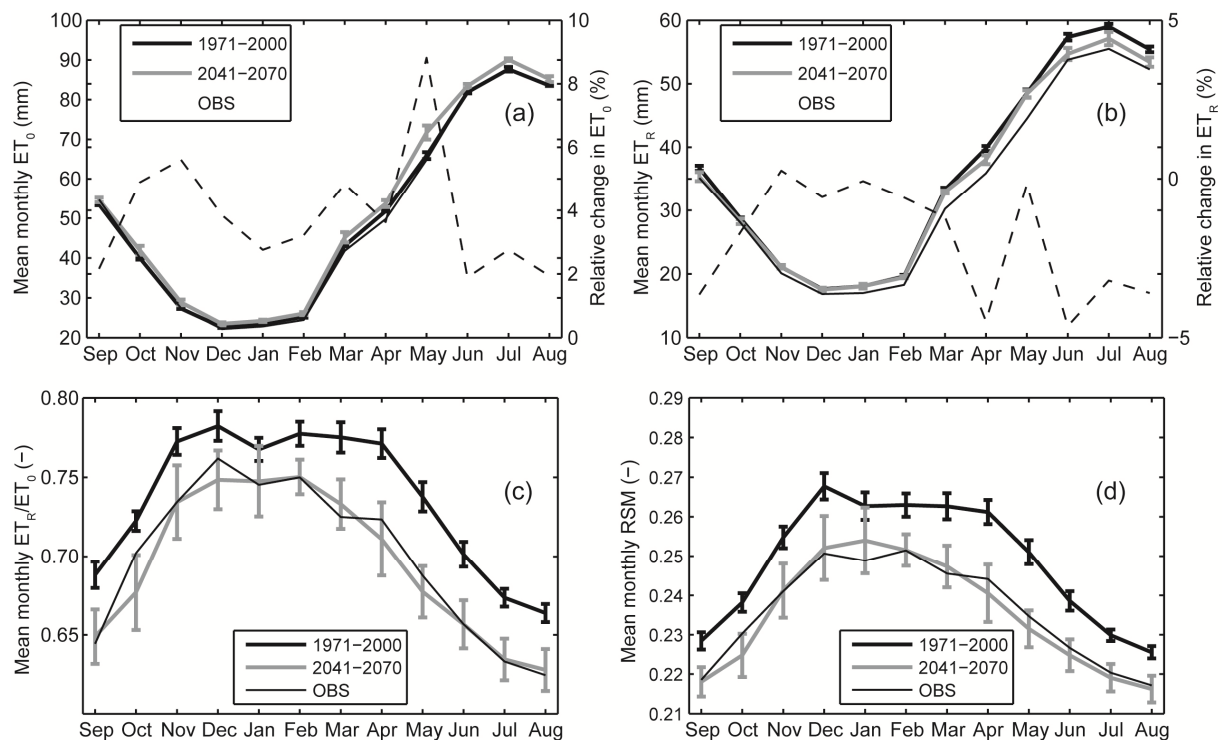 100
90
80
70
60
50
40
30
20
Mean monthly ET0 (mm)
1971−2000
2041−2070
OBS
(a)
10
8
6
4
2
0
Relative change in ET0 (%)
Sep Oct Nov Dec Jan Feb Mar Apr May Jun Jul Aug
60
50
40
30
20
10
Mean monthly ETR (mm)
1971−2000
2041−2070
OBS
(b)
5
0
−5
Relative change in ETR (%)
Sep Oct Nov Dec Jan Feb Mar Apr May Jun Jul Aug
0.80
0.75
0.70
0.65
Mean monthly ETR/ET0 (−)
(c)
1971−2000
2041−2070
OBS
Sep Oct Nov Dec Jan Feb Mar Apr May Jun Jul Aug
0.29
0.28
0.27
0.26
0.25
0.24
0.23
0.22
0.21
Mean monthly RSM (−)
(d)
1971−2000
2041−2070
OBS
Sep Oct Nov Dec Jan Feb Mar Apr May Jun Jul Aug